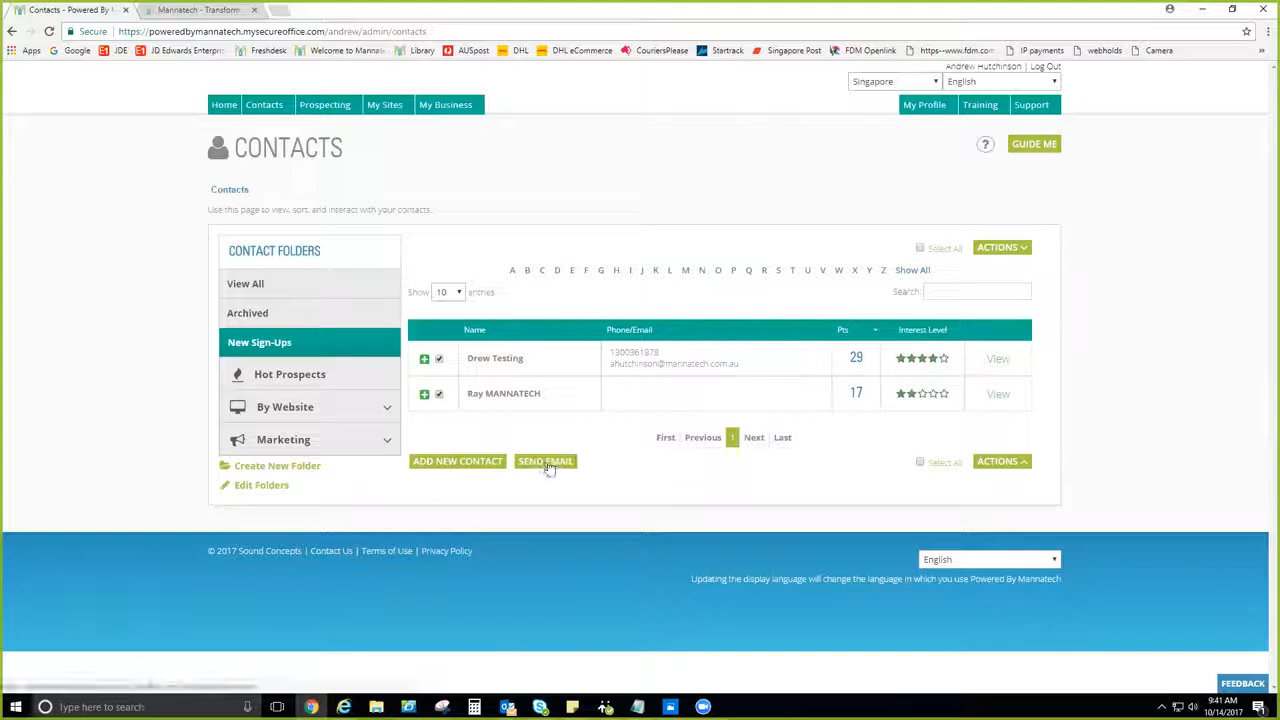 Contacts - Powered By
Mannatech - Transform
Secure
https://poweredbymannatech.mysecureoffice.com/andrew/admin/contacts
Apps Google JDE JD Edwards Enterpris Freshdesk Welcome to Manna Library AUSpost DHL DHL eCommerce CouriersPlease Startrack Singapore Post FDM Openlink https--www.fdm.com IP payments webholds Camera
Andrew Hutchinson | Log Out
Singapore English
Home Contacts Prospecting My Sites My Business My Profile Training Support
CONTACTS
? GUIDE ME
Contacts
Use this page to view, sort, and interact with your contacts.
CONTACT FOLDERS
View All
Archived
New Sign-Ups
Hot Prospects
By Website
Marketing
Create New Folder
Edit Folders
Select All ACTIONS
A B C D E F G H I J K L M N O P Q R S T U V W X Y Z Show All
Show 10 entries
Search:
Name Phone/Email Pts Interest Level
Drew Testing 1300361378 29 View
ahutchinson@mannatech.com.au
Ray MANNATECH 17 View
First Previous 1 Next Last
ADD NEW CONTACT SEND EMAIL
Select All ACTIONS
© 2017 Sound Concepts | Contact Us | Terms of Use | Privacy Policy
English
Updating the display language will change the language in which you use Powered By Mannatech
FEEDBACK
Type here to search
9:41 AM
10/14/2017